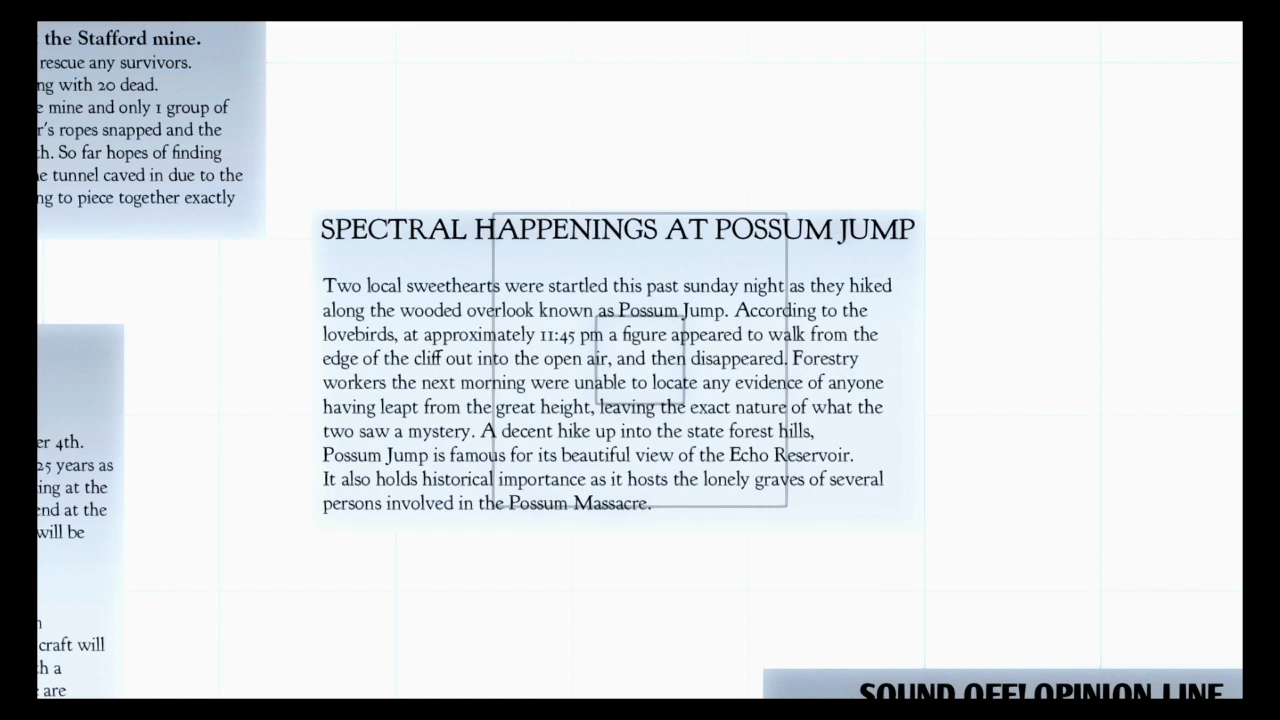 the Stafford mine.
rescue any survivors.
ng with 20 dead.
e mine and only 1 group of
r's ropes snapped and the
th. So far hopes of finding
e tunnel caved in due to the
ng to piece together exactly
SPECTRAL HAPPENINGS AT POSSUM JUMP
Two local sweethearts were startled this past sunday night as they hiked
along the wooded overlook known as Possum Jump. According to the
lovebirds, at approximately 11:45 pm a figure appeared to walk from the
edge of the cliff out into the open air, and then disappeared. Forestry
workers the next morning were unable to locate any evidence of anyone
having leapt from the great height, leaving the exact nature of what the
two saw a mystery. A decent hike up into the state forest hills,
Possum Jump is famous for its beautiful view of the Echo Reservoir.
It also holds historical importance as it hosts the lonely graves of several
persons involved in the Possum Massacre.
er 4th.
25 years as
ing at the
end at the
will be
craft will
h a
are
SOUND OFF! OPINION LINE